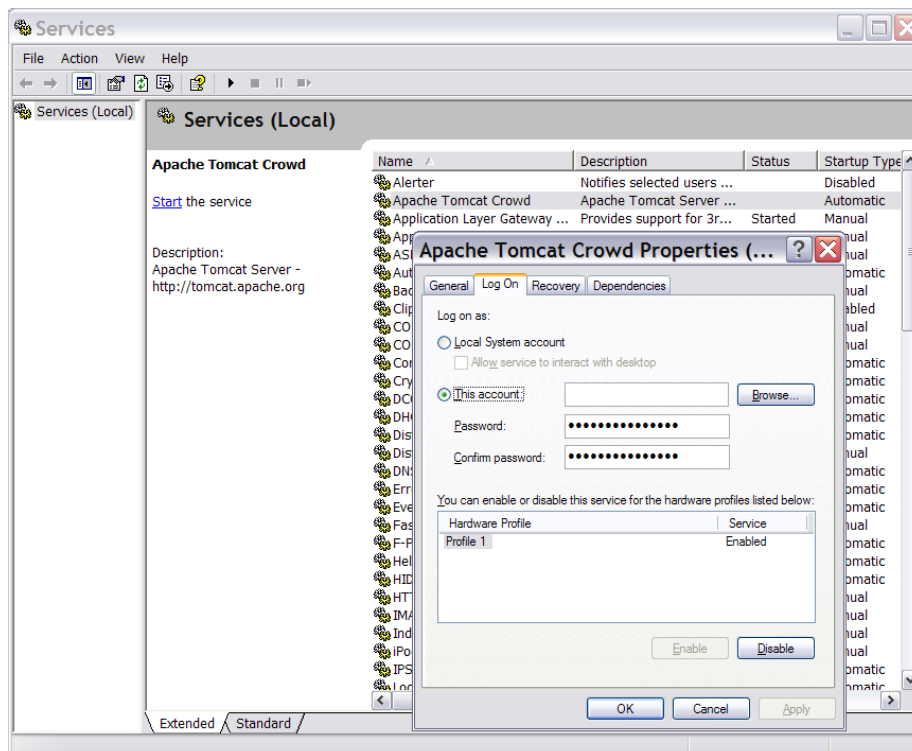 Services
File Action View Help
Services (Local)
Services (Local)
Apache Tomcat Crowd
Start the service
Description:
Apache Tomcat Server -
http://tomcat.apache.org
Name Description Status Startup Type
Alerter Notifies selected users ... Disabled
Apache Tomcat Crowd Apache Tomcat Server ... Automatic
Application Layer Gateway ... Provides support for 3r... Started Manual
Apache Tomcat Crowd Properties (...
General Log On Recovery Dependencies
Log on as:
Local System account
Allow service to interact with desktop
This account:
Browse...
Password: •••••••••••••••
Confirm password: •••••••••••••••
You can enable or disable this service for the hardware profiles listed below:
Hardware Profile Service
Profile 1 Enabled
Enable Disable
OK Cancel Apply
Extended Standard